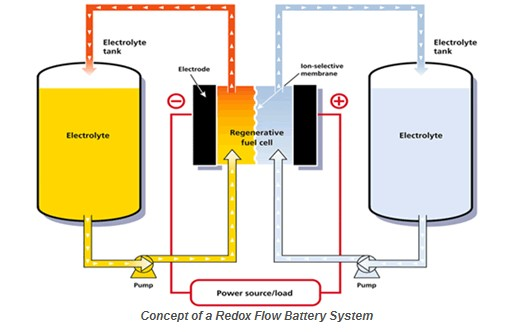 Electrolyte
tank
Electrode
Ion-selective
membrane
Electrolyte
tank
−
+
Electrolyte
Regenerative
fuel cell
Electrolyte
Pump
Pump
Power source/load
Concept of a Redox Flow Battery System